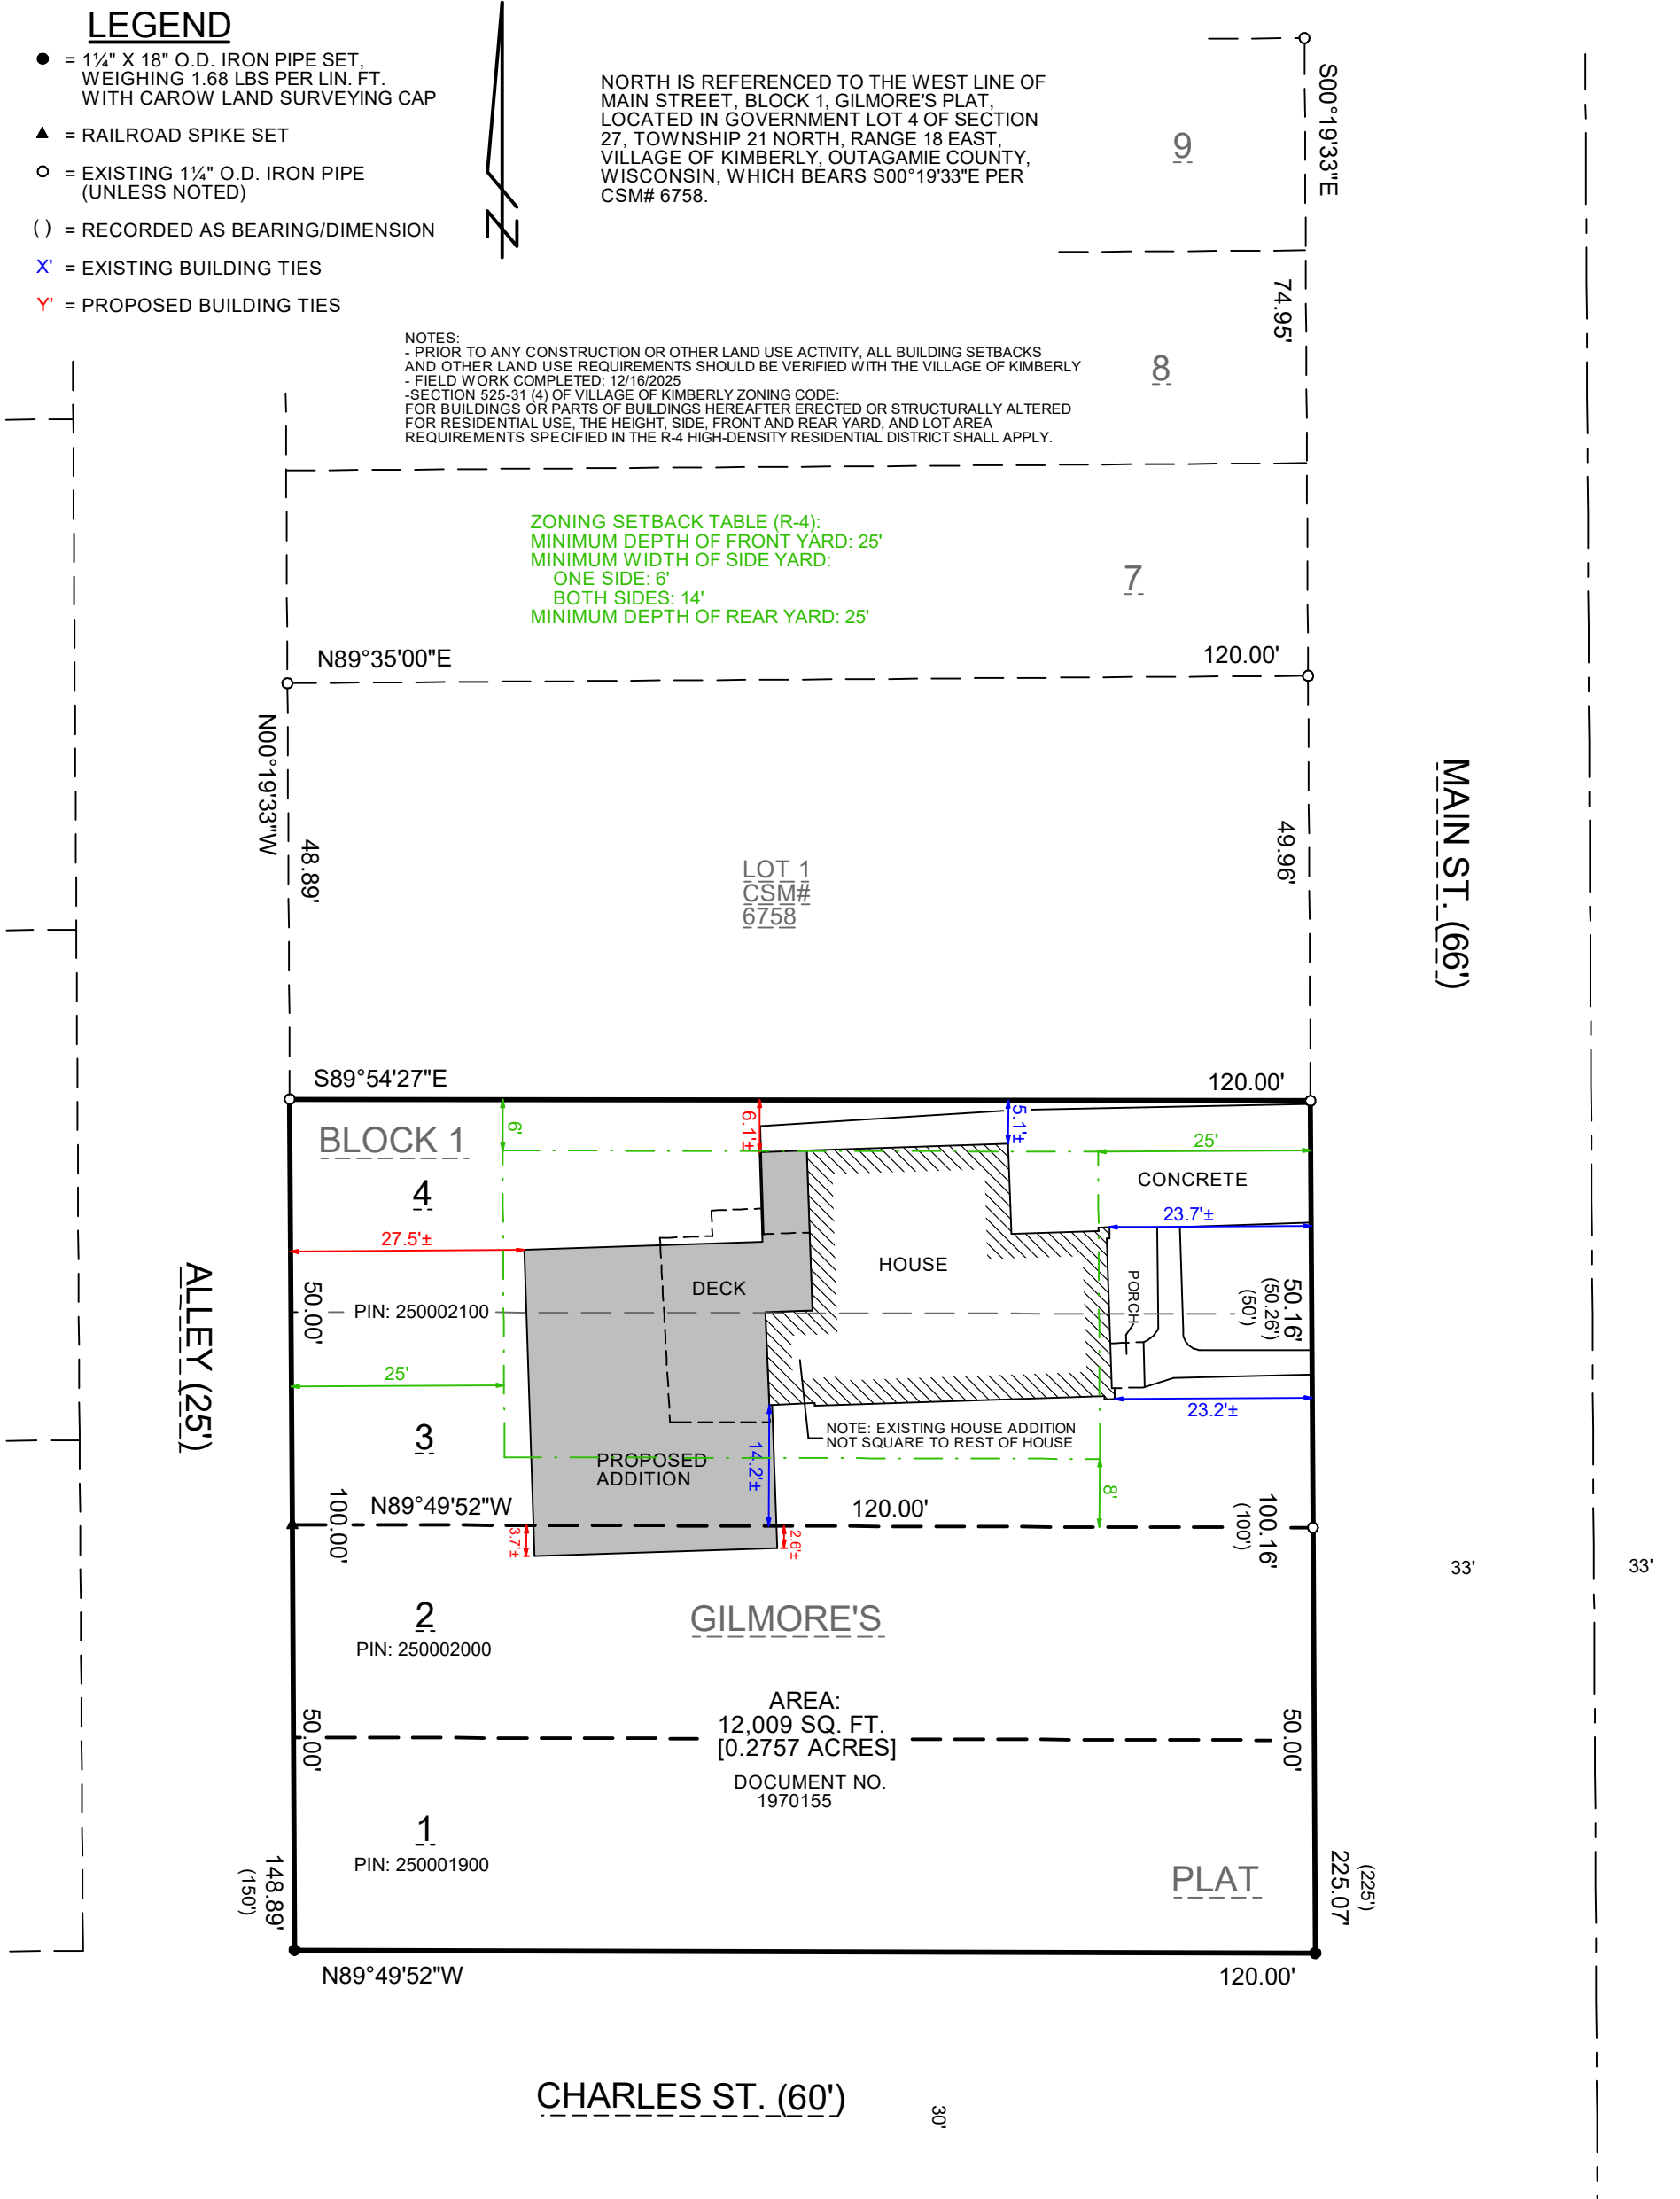 LEGEND
● = 1¼" X 18" O.D. IRON PIPE SET,
WEIGHING 1.68 LBS PER LIN. FT.
WITH CAROW LAND SURVEYING CAP
▲ = RAILROAD SPIKE SET
○ = EXISTING 1¼" O.D. IRON PIPE
(UNLESS NOTED)
( ) = RECORDED AS BEARING/DIMENSION
X' = EXISTING BUILDING TIES
Y' = PROPOSED BUILDING TIES
N
NORTH IS REFERENCED TO THE WEST LINE OF
MAIN STREET, BLOCK 1, GILMORE'S PLAT,
LOCATED IN GOVERNMENT LOT 4 OF SECTION
27, TOWNSHIP 21 NORTH, RANGE 18 EAST,
VILLAGE OF KIMBERLY, OUTAGAMIE COUNTY,
WISCONSIN, WHICH BEARS S00°19'33"E PER
CSM# 6758.
S00°19'33"E
9
74.95'
NOTES:
- PRIOR TO ANY CONSTRUCTION OR OTHER LAND USE ACTIVITY, ALL BUILDING SETBACKS
AND OTHER LAND USE REQUIREMENTS SHOULD BE VERIFIED WITH THE VILLAGE OF KIMBERLY
- FIELD WORK COMPLETED: 12/16/2025
-SECTION 525-31 (4) OF VILLAGE OF KIMBERLY ZONING CODE:
FOR BUILDINGS OR PARTS OF BUILDINGS HEREAFTER ERECTED OR STRUCTURALLY ALTERED
FOR RESIDENTIAL USE, THE HEIGHT, SIDE, FRONT AND REAR YARD, AND LOT AREA
REQUIREMENTS SPECIFIED IN THE R-4 HIGH-DENSITY RESIDENTIAL DISTRICT SHALL APPLY.
8
ZONING SETBACK TABLE (R-4):
MINIMUM DEPTH OF FRONT YARD: 25'
MINIMUM WIDTH OF SIDE YARD:
ONE SIDE: 6'
BOTH SIDES: 14'
MINIMUM DEPTH OF REAR YARD: 25'
7
N89°35'00"E
120.00'
N00°19'33"W
48.89'
49.96'
MAIN ST. (66')
LOT 1
CSM#
6758
S89°54'27"E
120.00'
BLOCK 1
6'
6.1'±
5.1'±
25'
CONCRETE
4
23.7'±
27.5'±
HOUSE
DECK
PORCH
50.16'
(50.26')
(50')
50.00'
PIN: 250002100
ALLEY (25')
25'
23.2'±
NOTE: EXISTING HOUSE ADDITION
NOT SQUARE TO REST OF HOUSE
3
14.2'±
PROPOSED
ADDITION
8'
100.00'
N89°49'52"W
120.00'
100.16'
(100')
3.7'±
2.6'±
33'
33'
2
PIN: 250002000
GILMORE'S
AREA:
12,009 SQ. FT.
[0.2757 ACRES]
50.00'
50.00'
DOCUMENT NO.
1970155
1
PIN: 250001900
148.89'
(150')
PLAT
(225')
225.07'
N89°49'52"W
120.00'
CHARLES ST. (60')
30'